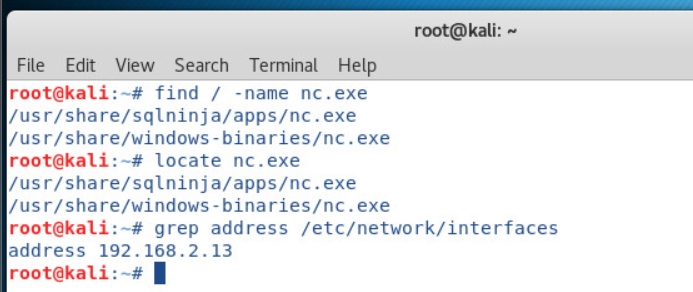 root@kali: ~
File Edit View Search Terminal Help
root@kali:~# find / -name nc.exe
/usr/share/sqlninja/apps/nc.exe
/usr/share/windows-binaries/nc.exe
root@kali:~# locate nc.exe
/usr/share/sqlninja/apps/nc.exe
/usr/share/windows-binaries/nc.exe
root@kali:~# grep address /etc/network/interfaces
address 192.168.2.13
root@kali:~#